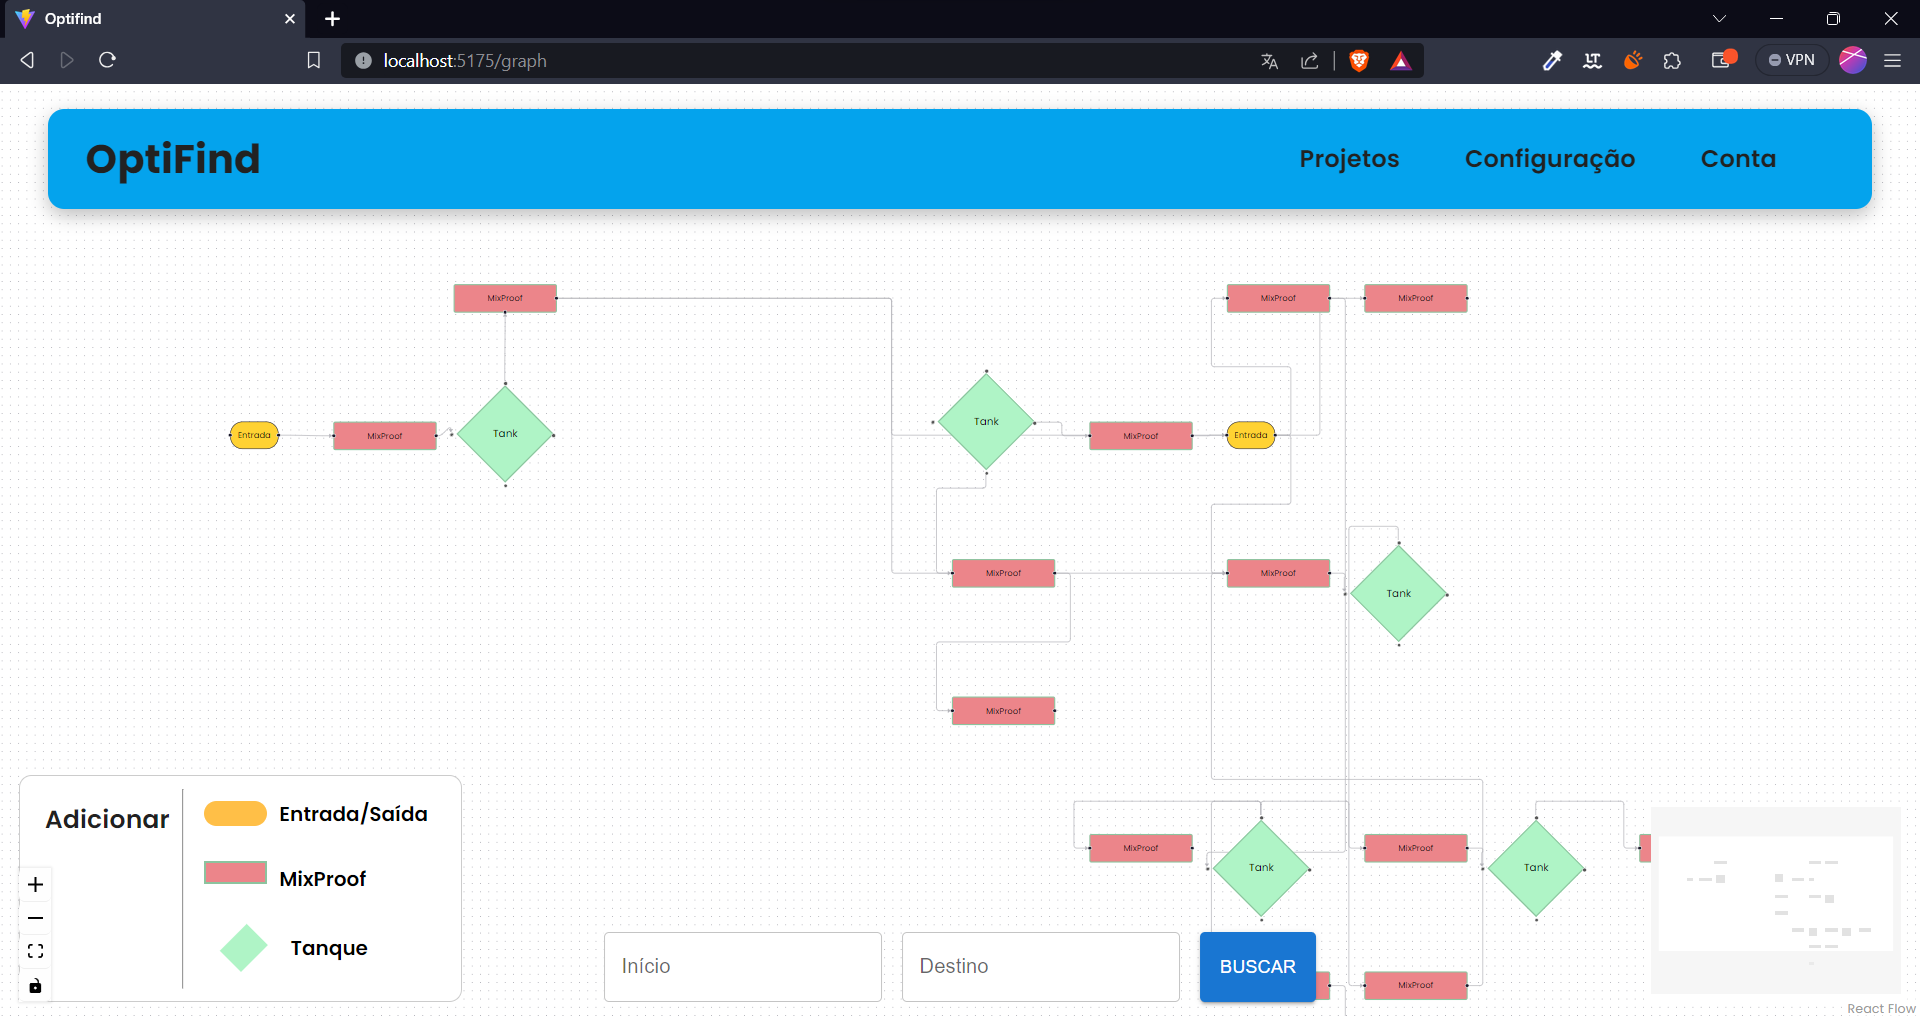 Optifind
localhost:5175/graph
VPN
OptiFind
Projetos
Configuração
Conta
MixProof
MixProof
MixProof
Tank
Entrada
MixProof
Tank
MixProof
Entrada
MixProof
MixProof
Tank
MixProof
Adicionar
Entrada/Saída
MixProof
Tanque
MixProof
Tank
MixProof
Tank
Início
Destino
BUSCAR
MixProof
React Flow